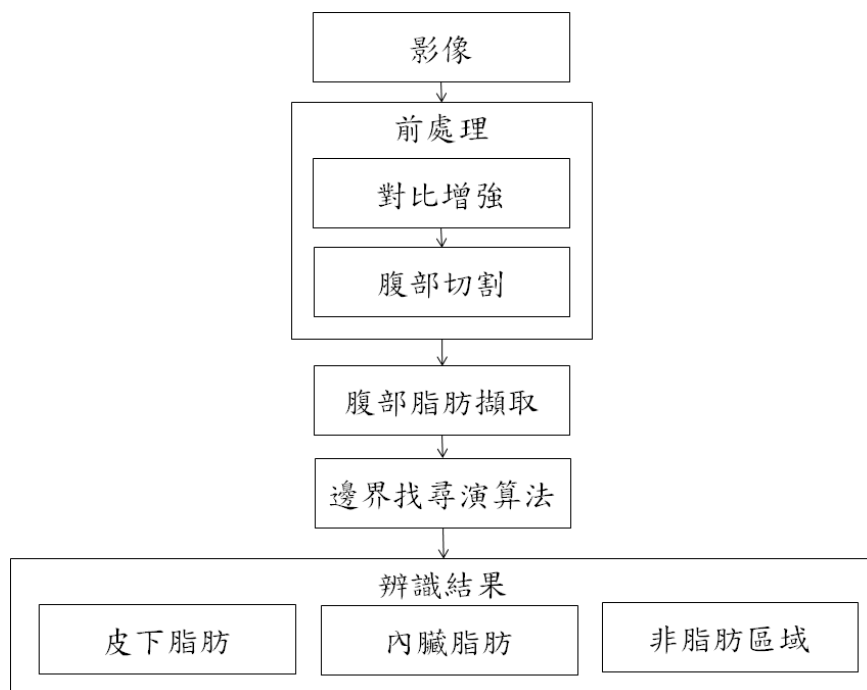 影像
前處理
對比增強
腹部切割
腹部脂肪擷取
邊界找尋演算法
辨識結果
皮下脂肪
內臟脂肪
非脂肪區域